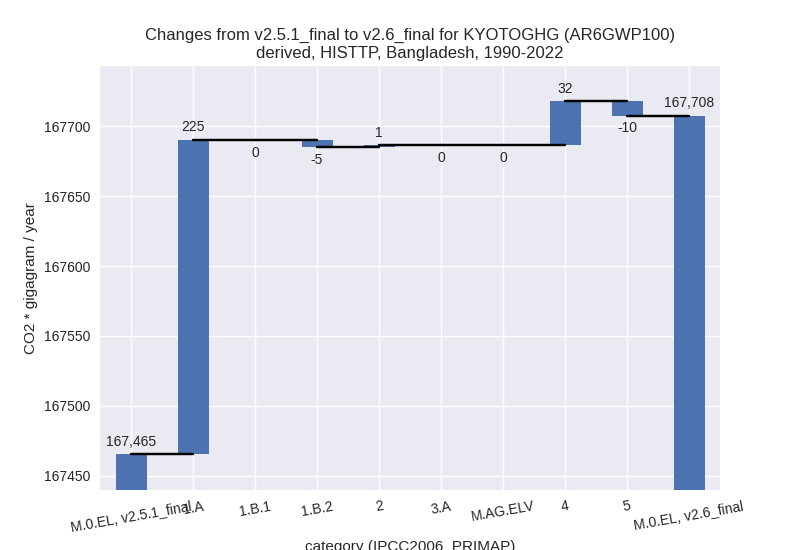 Changes from v2.5.1_final to v2.6_final for KYOTOGHG (AR6GWP100)
derived, HISTTP, Bangladesh, 1990-2022
CO2 * gigagram / year
167700
167650
167600
167550
167500
167450
167,465
225
0
-5
1
0
0
32
-10
167,708
M.0.EL, v2.5.1_final
1.A
1.B.1
1.B.2
2
3.A
M.AG.ELV
4
5
M.0.EL, v2.6_final
category (IPCC2006_PRIMAP)